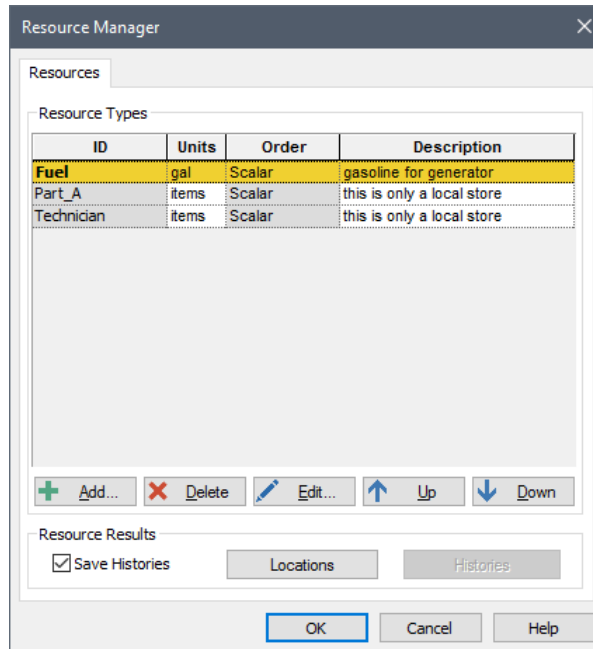 Resource Manager
Resources
Resource Types
ID Units Order Description
Fuel gal Scalar gasoline for generator
Part_A items Scalar this is only a local store
Technician items Scalar this is only a local store
Add... Delete Edit... Up Down
Resource Results
Save Histories Locations Histories
OK Cancel Help